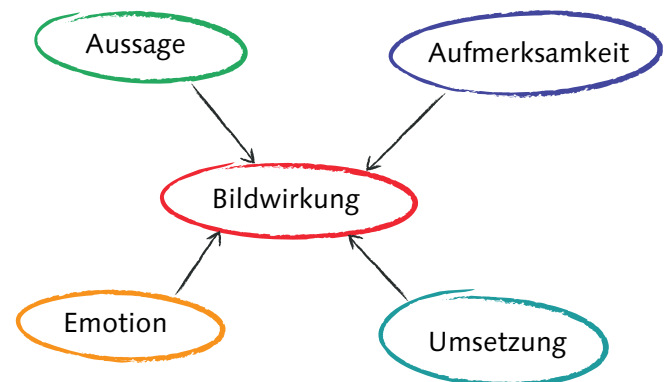 Aussage
Aufmerksamkeit
Bildwirkung
Emotion
Umsetzung